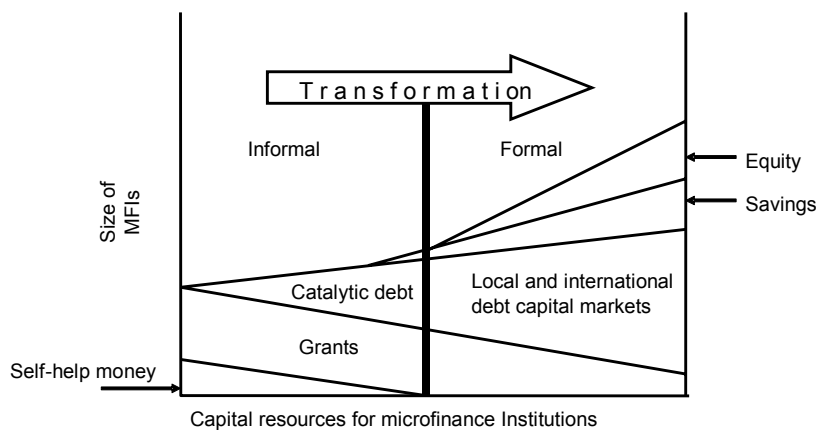 Transformation
Informal
Formal
Equity
Savings
Size of
MFIs
Catalytic debt
Local and international
debt capital markets
Grants
Self-help money
Capital resources for microfinance Institutions